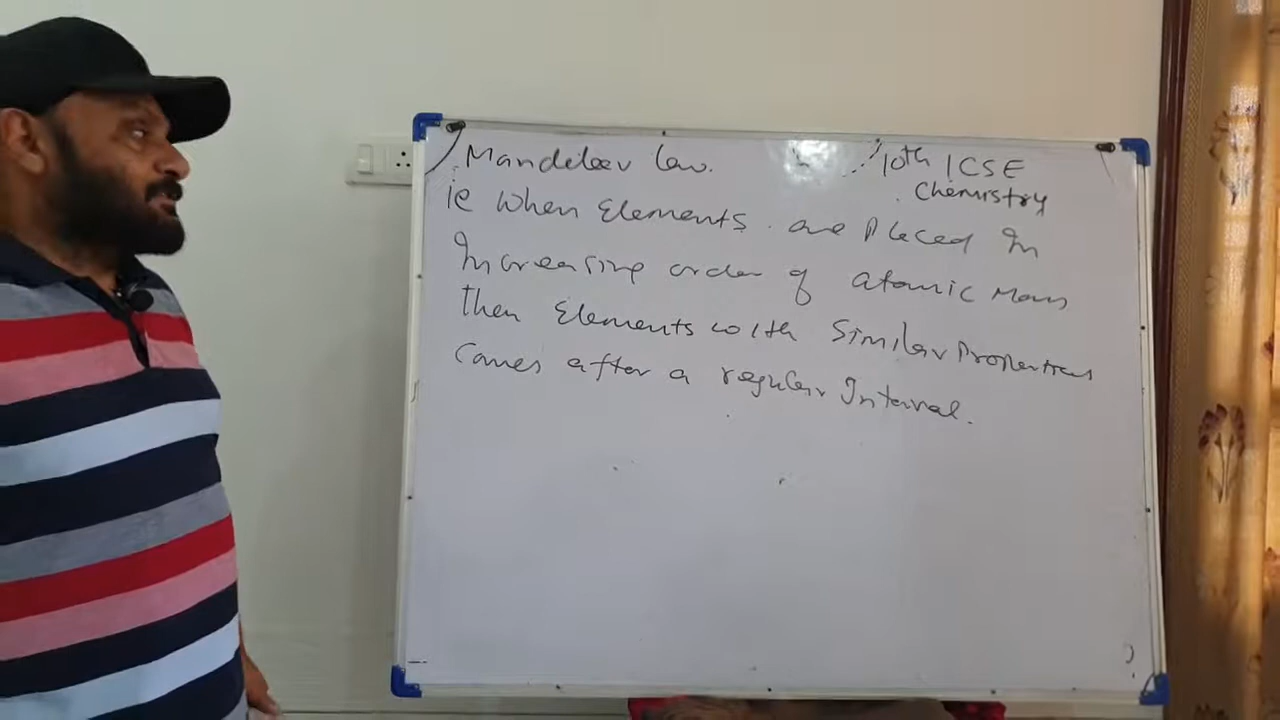 Mandeleev law.
10th ICSE
Chemistry
ie When Elements are Placed In
Increasing order of atomic Mass
then Elements with Similar Properties
Comes after a regular Interval.